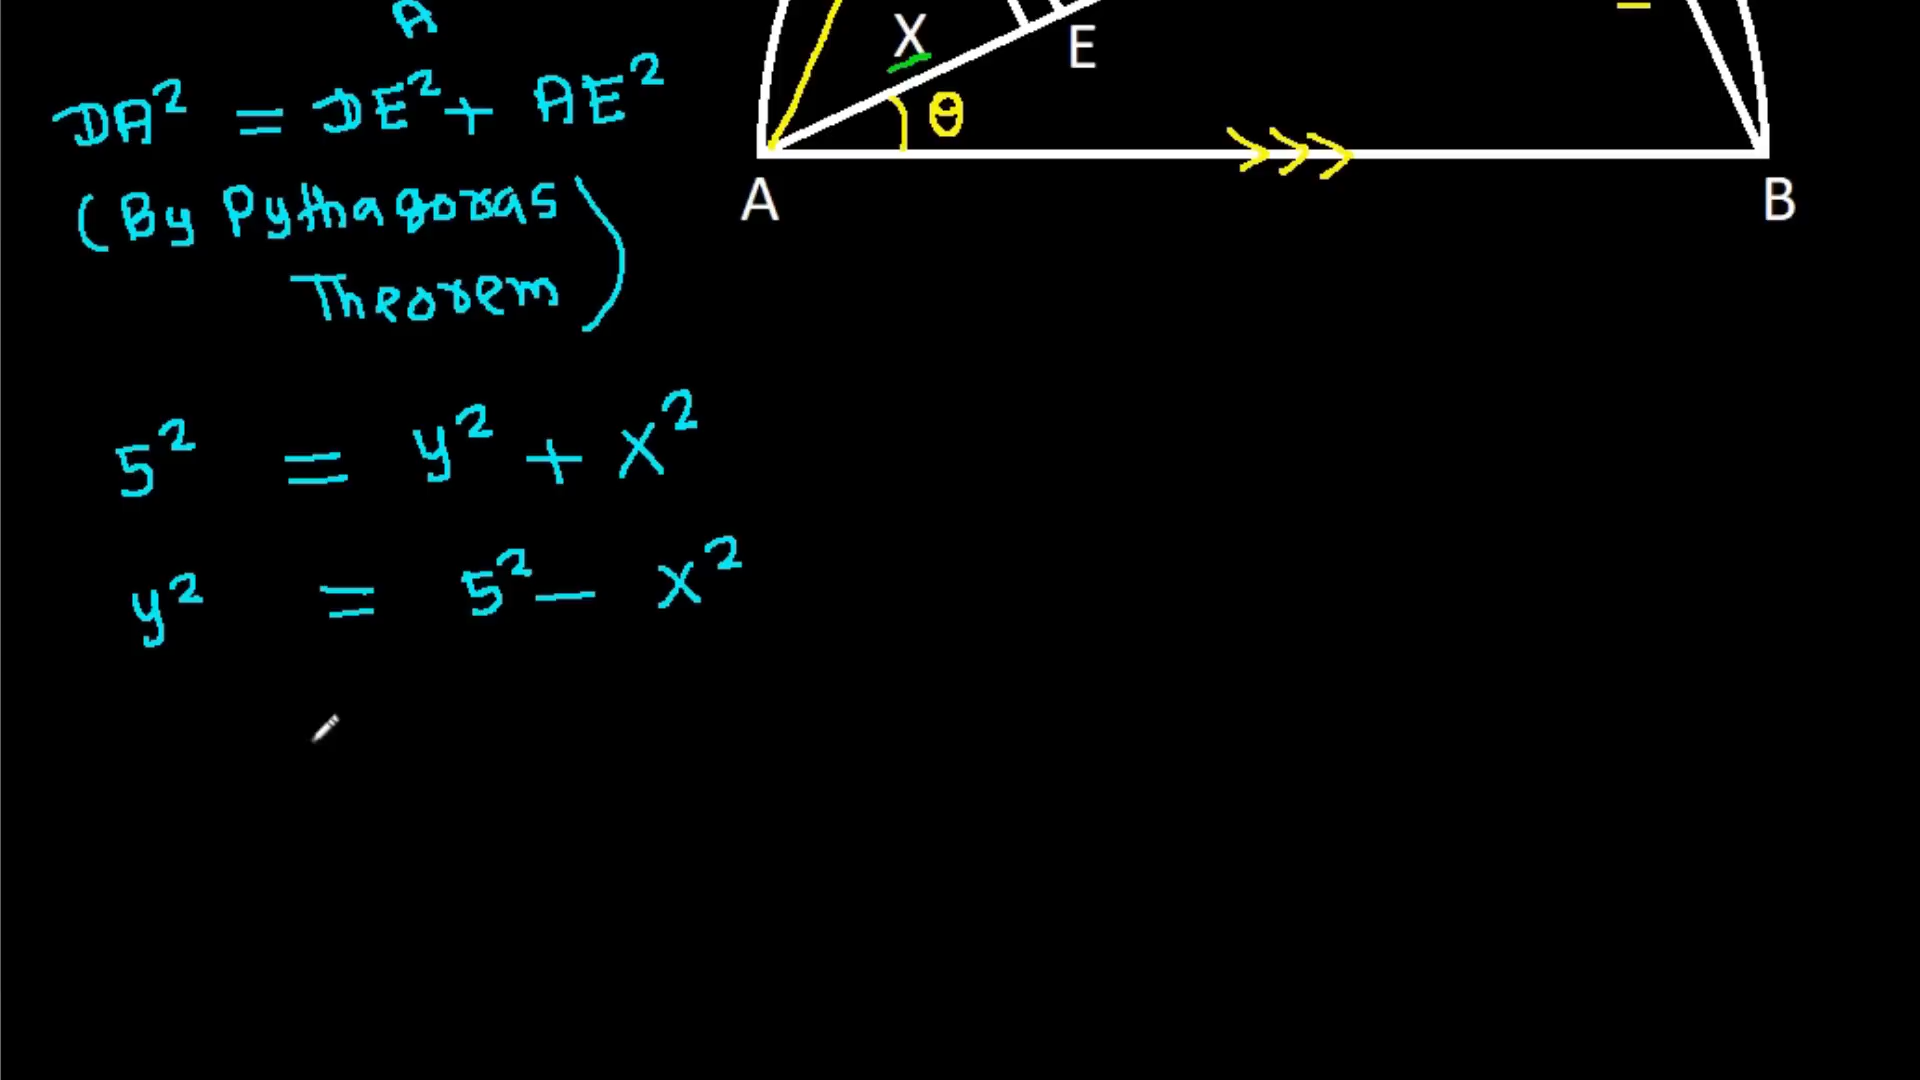 A
DA² = DE² + AE²
(By Pythagoras
Theorem)
5² = y² + x²
y² = 5² - x²
X
E
θ
A
B